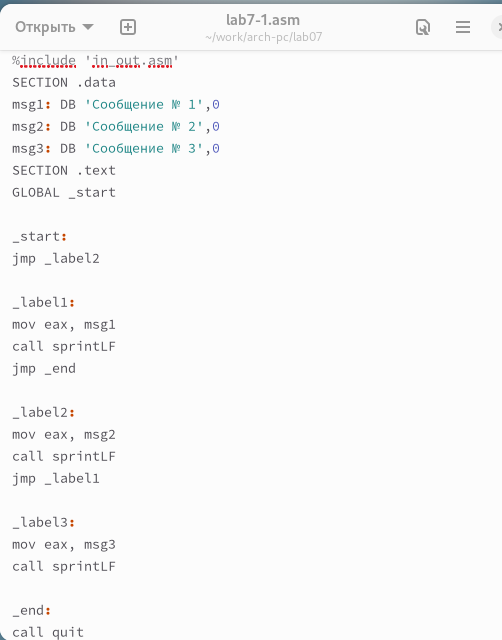 Открыть
lab7-1.asm
~/work/arch-pc/lab07
%include 'in_out.asm'
SECTION .data
msg1: DB 'Сообщение № 1',0
msg2: DB 'Сообщение № 2',0
msg3: DB 'Сообщение № 3',0
SECTION .text
GLOBAL _start
_start:
jmp _label2
_label1:
mov eax, msg1
call sprintLF
jmp _end
_label2:
mov eax, msg2
call sprintLF
jmp _label1
_label3:
mov eax, msg3
call sprintLF
_end:
call quit